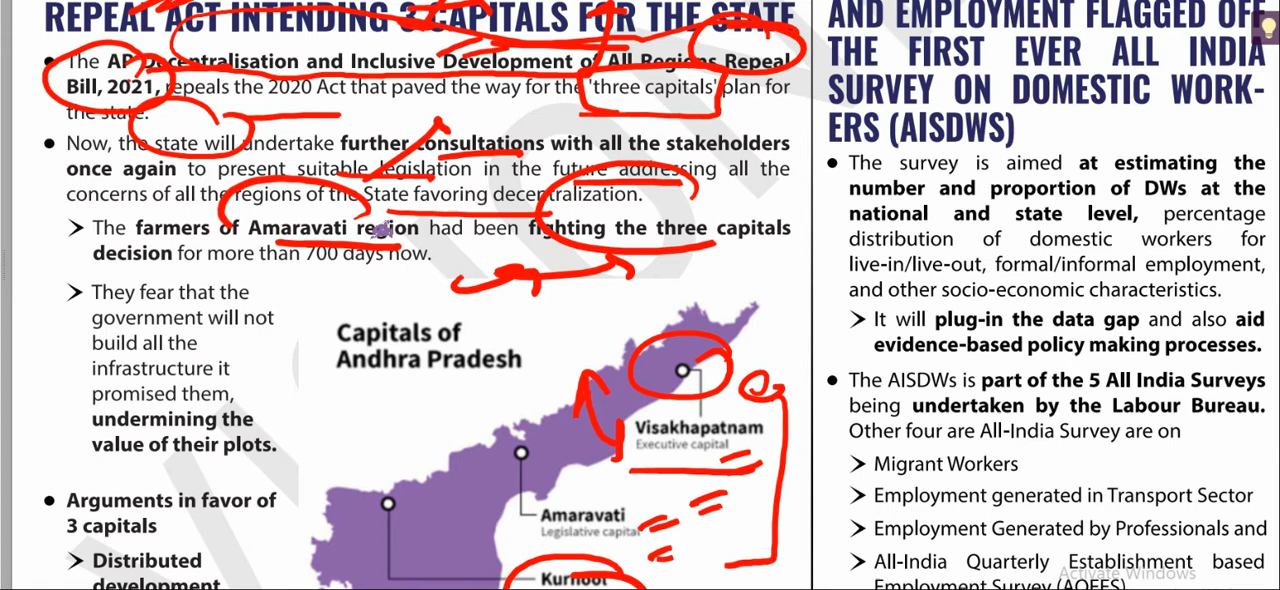 REPEAL ACT INTENDING 3 CAPITALS FOR THE STATE
• The AP Decentralisation and Inclusive Development of All Regions Repeal
Bill, 2021, repeals the 2020 Act that paved the way for the 'three capitals' plan for
the state.
• Now, the state will undertake further consultations with all the stakeholders
once again to present suitable legislation in the future addressing all the
concerns of all the regions of the State favoring decentralization.
➤ The farmers of Amaravati region had been fighting the three capitals
decision for more than 700 days now.
➤ They fear that the
government will not
build all the
infrastructure it
promised them,
undermining the
value of their plots.
• Arguments in favor of
3 capitals
➤ Distributed
development
Capitals of
Andhra Pradesh
Visakhapatnam
Executive capital
Amaravati
Legislative capital
Kurnool
AND EMPLOYMENT FLAGGED OFF
THE FIRST EVER ALL INDIA
SURVEY ON DOMESTIC WORK-
ERS (AISDWS)
• The survey is aimed at estimating the
number and proportion of DWs at the
national and state level, percentage
distribution of domestic workers for
live-in/live-out, formal/informal employment,
and other socio-economic characteristics.
➤ It will plug-in the data gap and also aid
evidence-based policy making processes.
• The AISDWs is part of the 5 All India Surveys
being undertaken by the Labour Bureau.
Other four are All-India Survey are on
➤ Migrant Workers
➤ Employment generated in Transport Sector
➤ Employment Generated by Professionals and
➤ All-India Quarterly Establishment based
Employment Survey (AQEES)
Activate Windows